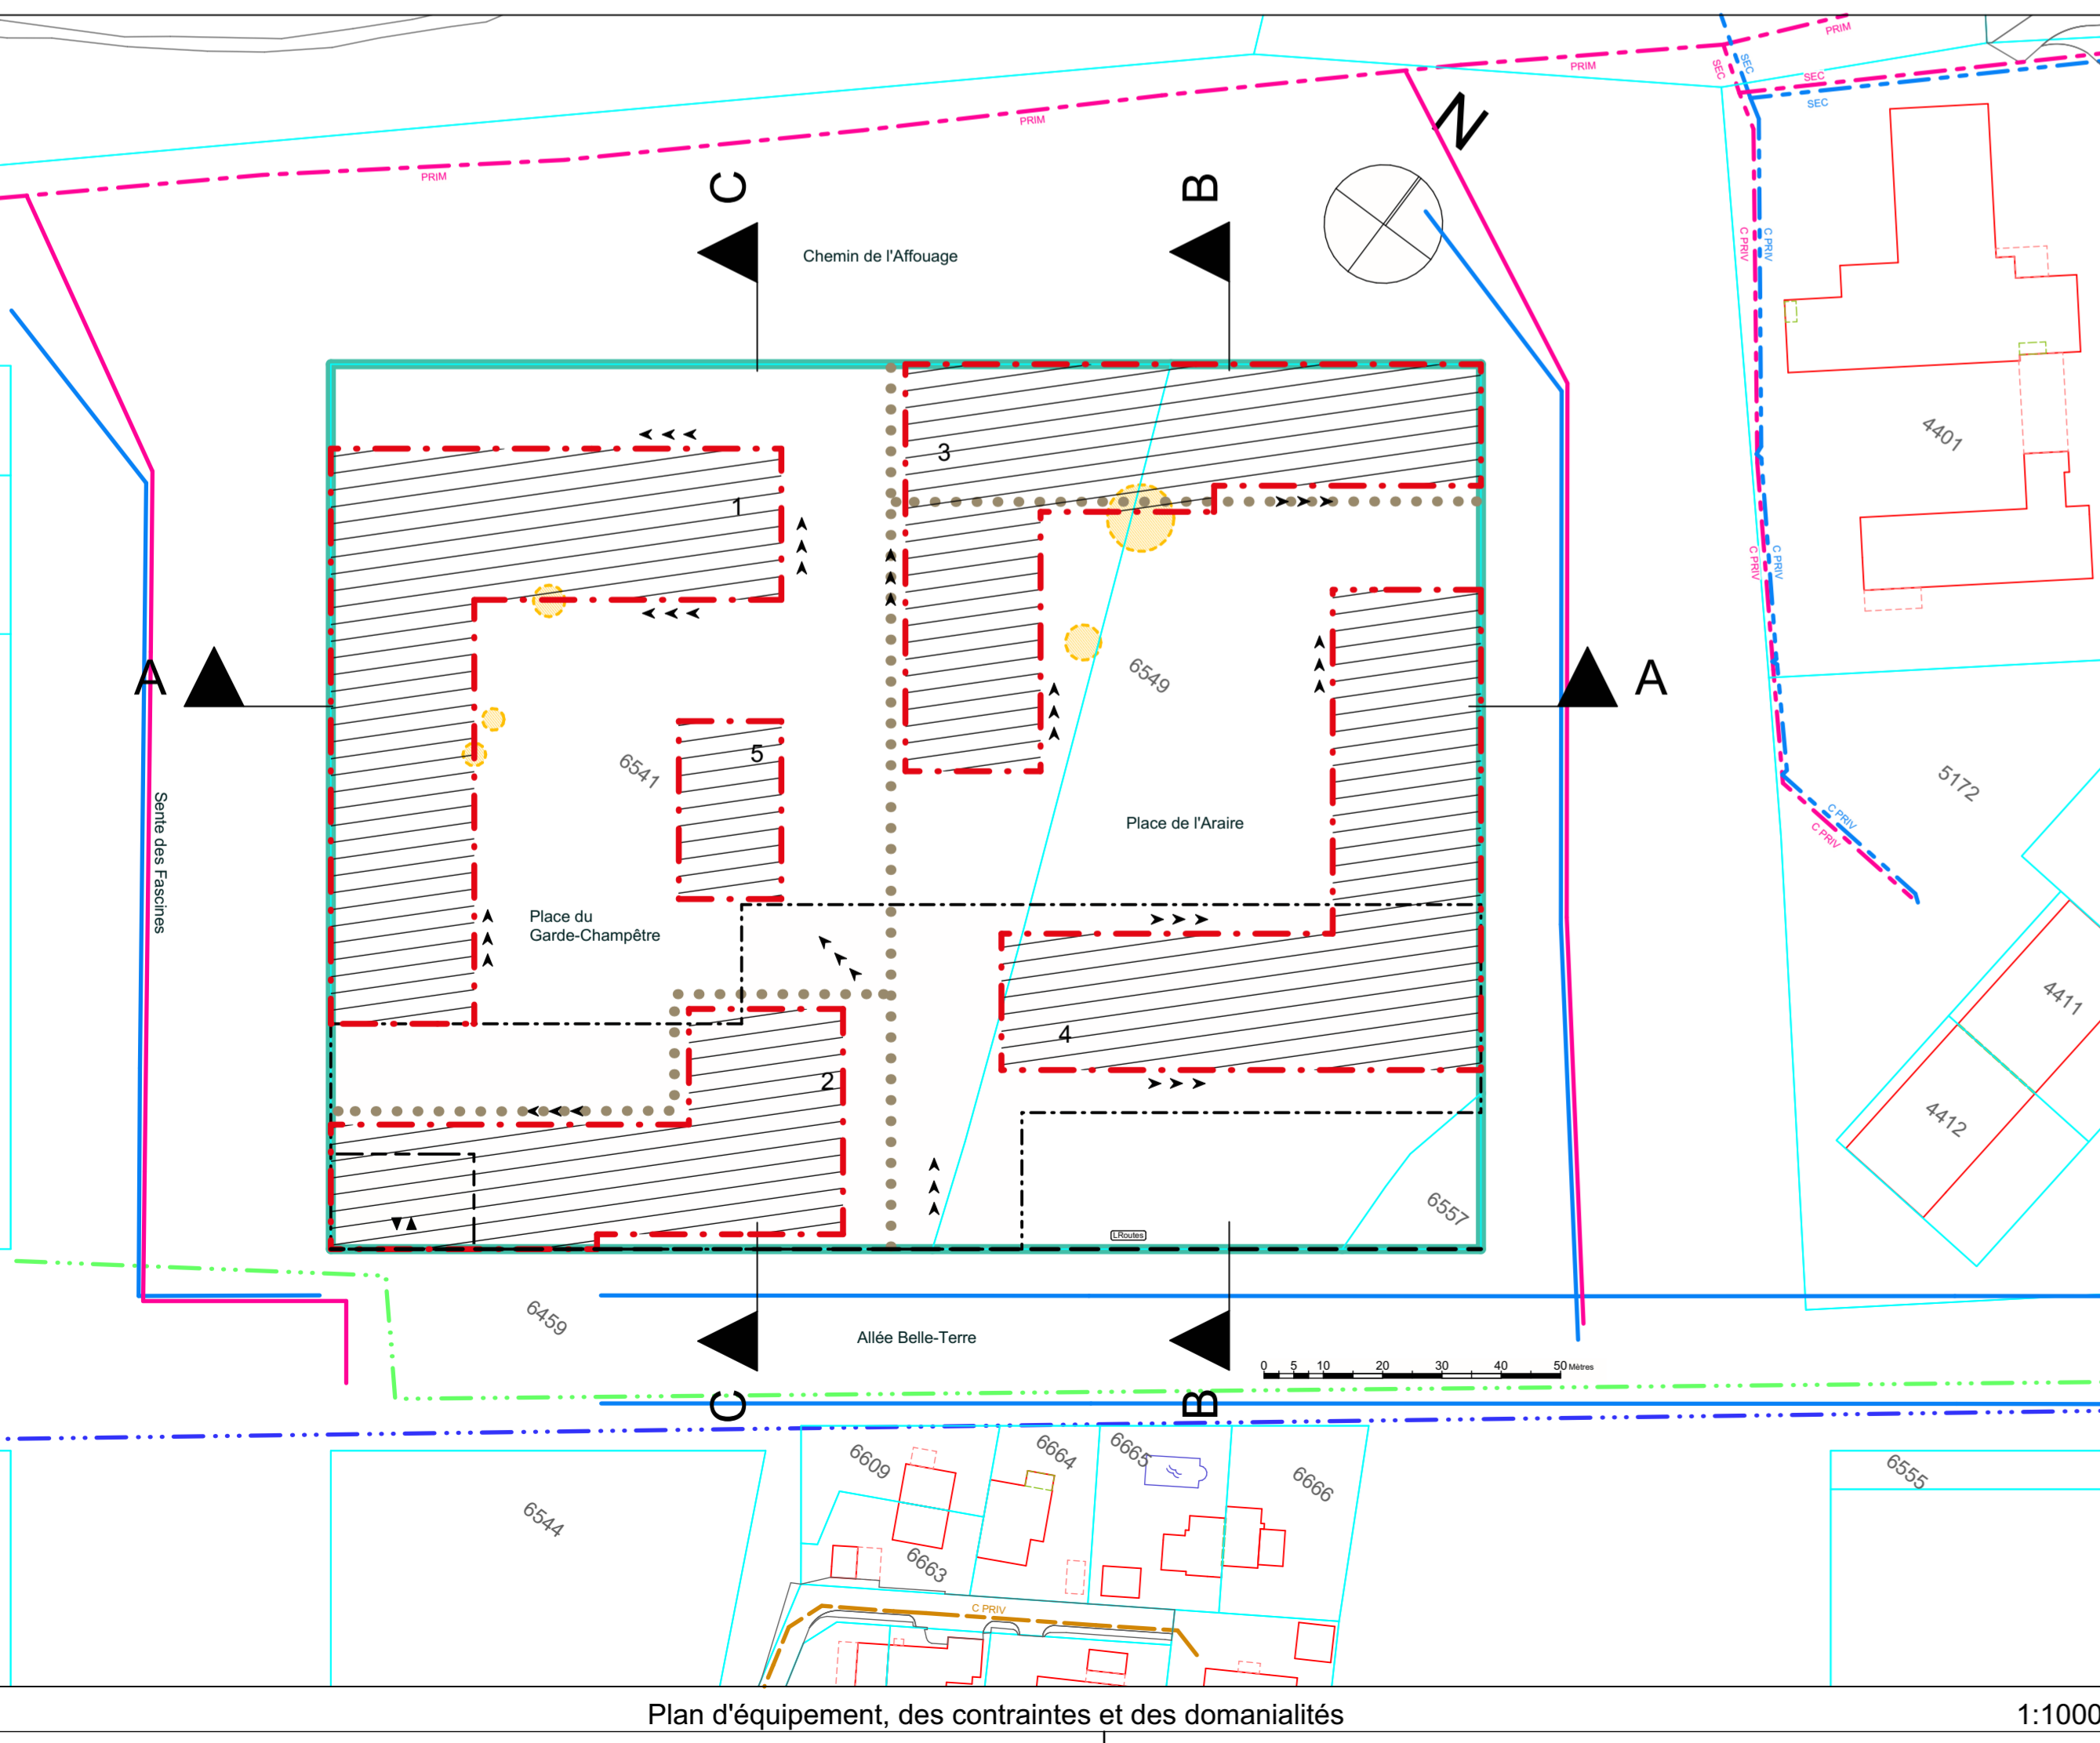 PRIM
SEC
SEC
PRIM
SEC
SEC
PRIM
PRIM
N
C
B
Chemin de l'Affouage
C PRIV
C PRIV
4401
3
1
C PRIV
C PRIV
A
A
6549
6541
5
5172
Place de l'Araire
C PRIV
C PRIV
Sente des Fascines
Place du
Garde-Champêtre
4411
4
2
4412
6557
LRoutes
6459
Allée Belle-Terre
0 5 10 20 30 40 50 Mètres
C
B
6609
6664
6665
6666
6555
6544
6663
C PRIV
Plan d'équipement, des contraintes et des domanialités
1:1000